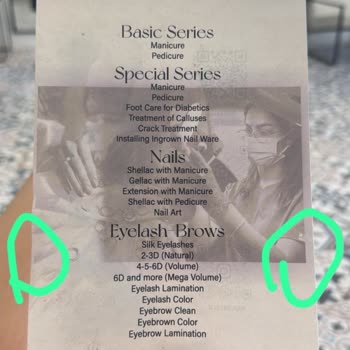 Basic Series
Manicure
Pedicure
Special Series
Manicure
Pedicure
Foot Care for Diabetics
Treatment of Calluses
Crack Treatment
Installing Ingrown Nail Ware
Nails
Shellac with Manicure
Gellac with Manicure
Extension with Manicure
Shellac with Pedicure
Nail Art
Eyelash-Brows
Silk Eyelashes
2-3D (Natural)
4-5-6D (Volume)
6D and more (Mega Volume)
Eyelash Lamination
Eyelash Color
Eyebrow Clean
Eyebrown Color
Eyebrow Lamination